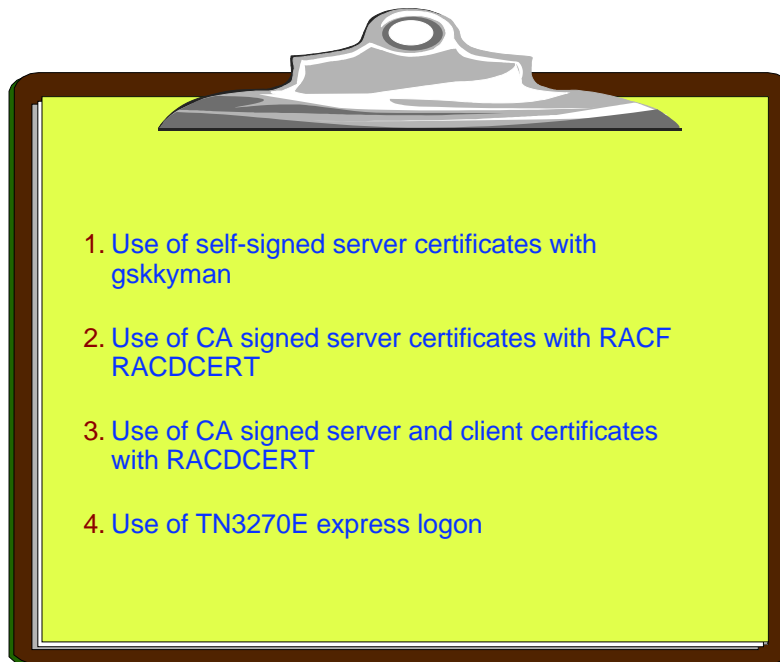 1. Use of self-signed server certificates with
gskkyman
2. Use of CA signed server certificates with RACF
RACDCERT
3. Use of CA signed server and client certificates
with RACDCERT
4. Use of TN3270E express logon